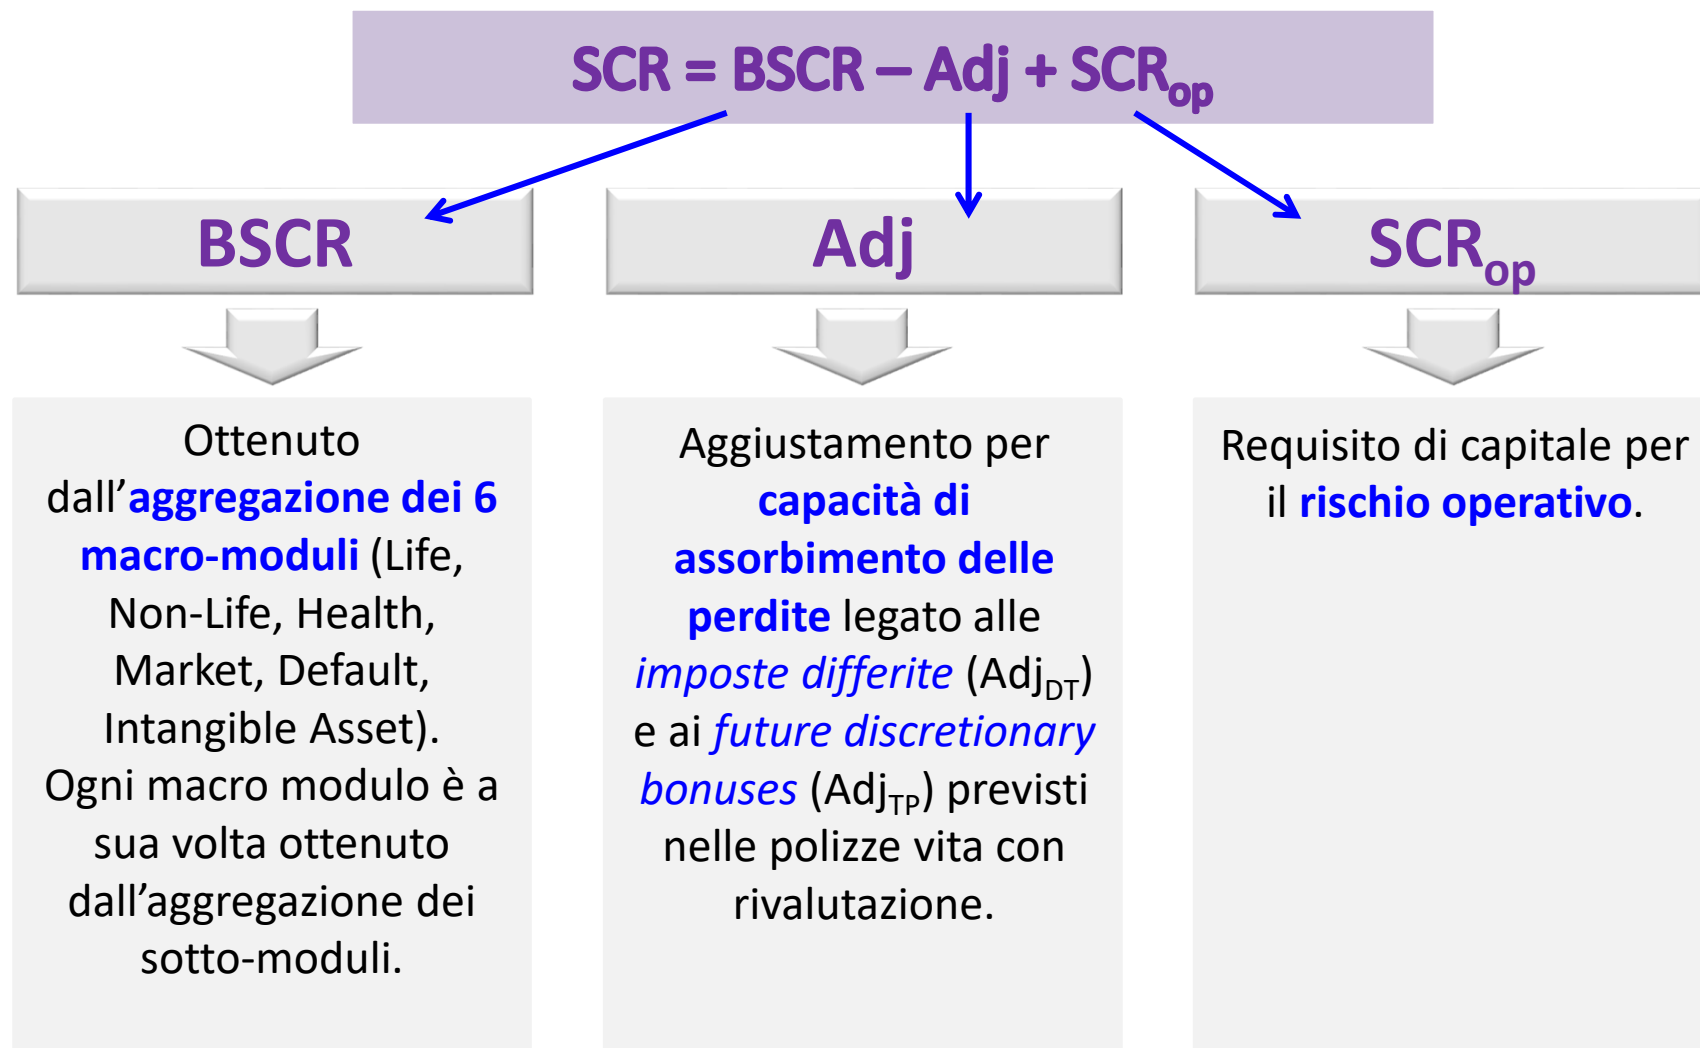 SCR = BSCR – Adj + SCRop
BSCR
Ottenuto
dall’aggregazione dei 6
macro-moduli (Life,
Non-Life, Health,
Market, Default,
Intangible Asset).
Ogni macro modulo è a
sua volta ottenuto
dall’aggregazione dei
sotto-moduli.
Adj
Aggiustamento per
capacità di
assorbimento delle
perdite legato alle
imposte differite (AdjDT)
e ai future discretionary
bonuses (AdjTP) previsti
nelle polizze vita con
rivalutazione.
SCRop
Requisito di capitale per
il rischio operativo.